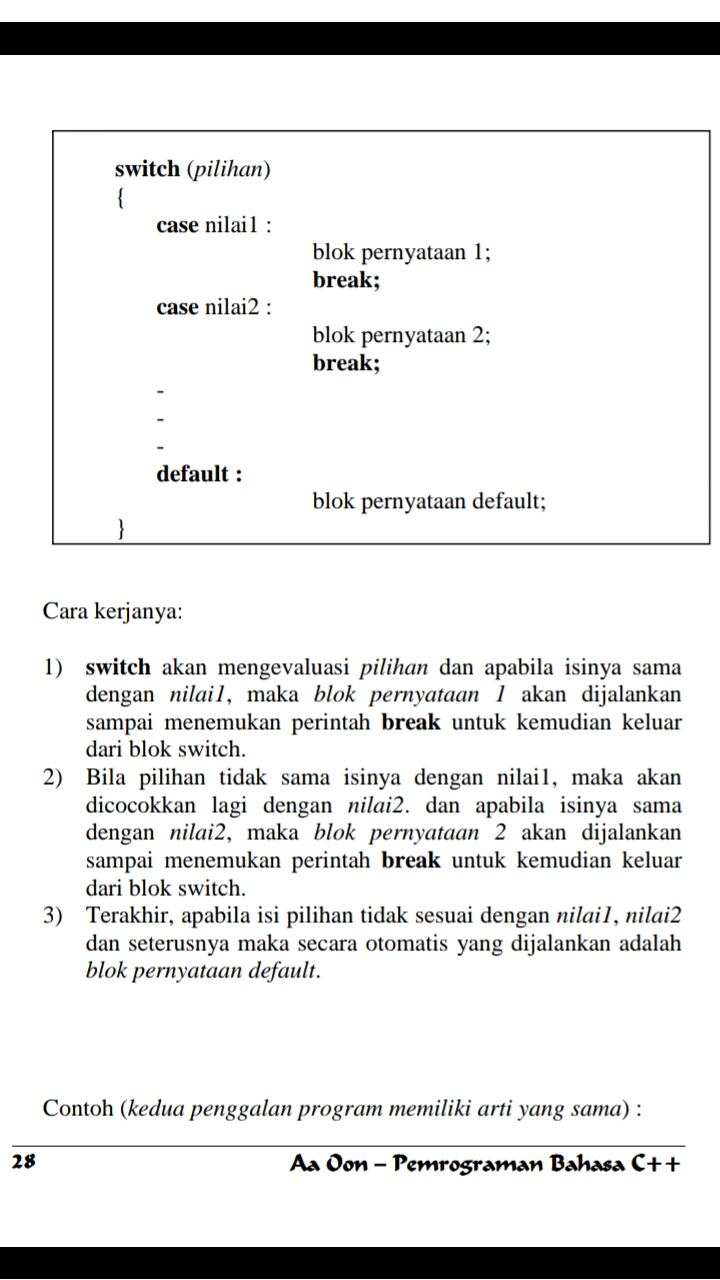 switch (pilihan)
{
case nilai1 :
blok pernyataan 1;
break;
case nilai2 :
blok pernyataan 2;
break;
-
-
-
default :
blok pernyataan default;
}
Cara kerjanya:
1) switch akan mengevaluasi pilihan dan apabila isinya sama
dengan nilai1, maka blok pernyataan 1 akan dijalankan
sampai menemukan perintah break untuk kemudian keluar
dari blok switch.
2) Bila pilihan tidak sama isinya dengan nilai1, maka akan
dicocokkan lagi dengan nilai2. dan apabila isinya sama
dengan nilai2, maka blok pernyataan 2 akan dijalankan
sampai menemukan perintah break untuk kemudian keluar
dari blok switch.
3) Terakhir, apabila isi pilihan tidak sesuai dengan nilai1, nilai2
dan seterusnya maka secara otomatis yang dijalankan adalah
blok pernyataan default.
Contoh (kedua penggalan program memiliki arti yang sama) :
28 Aa Oon – Pemrograman Bahasa C++